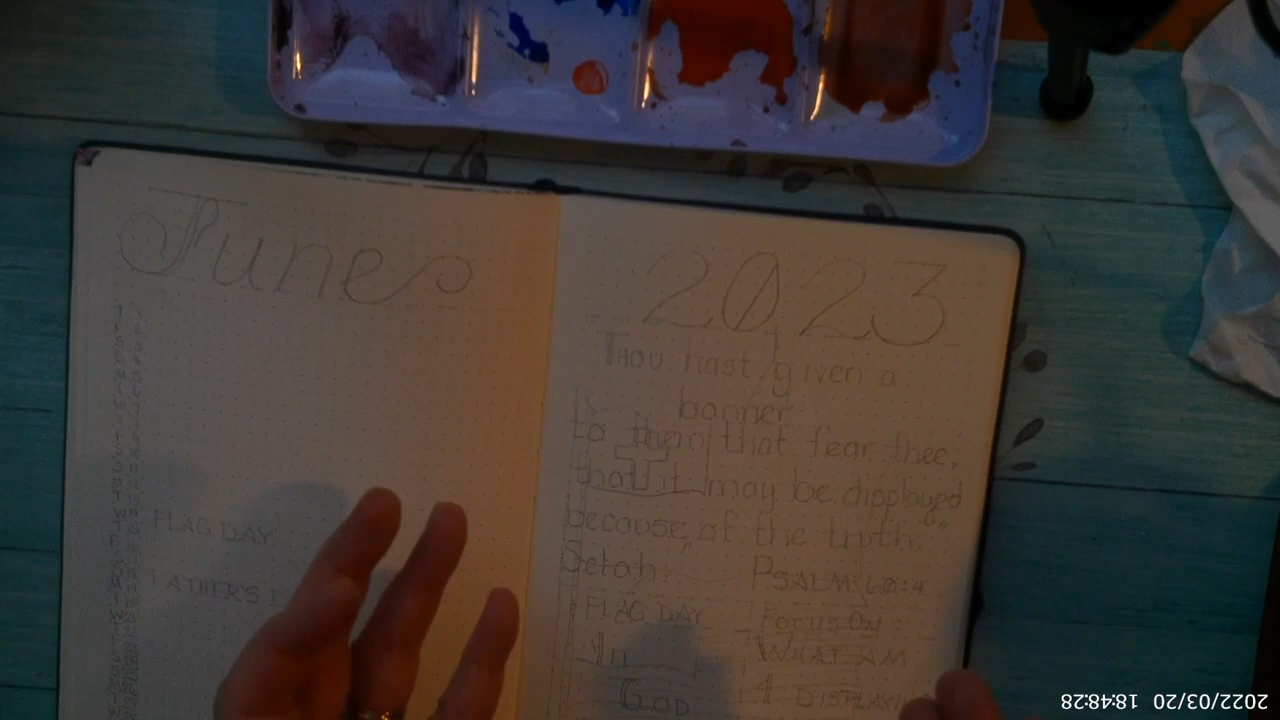 June
2023
Thou hast given a
banner
to them that fear thee,
that it may be displayed
because of the truth."
Selah.
PSALM 60:4
FLAG DAY
FATHER'S D
FLAG DAY
In
GOD
FOCUS ON:
WHAT AM
I DISPLAY
2022/03/20 18:48:28